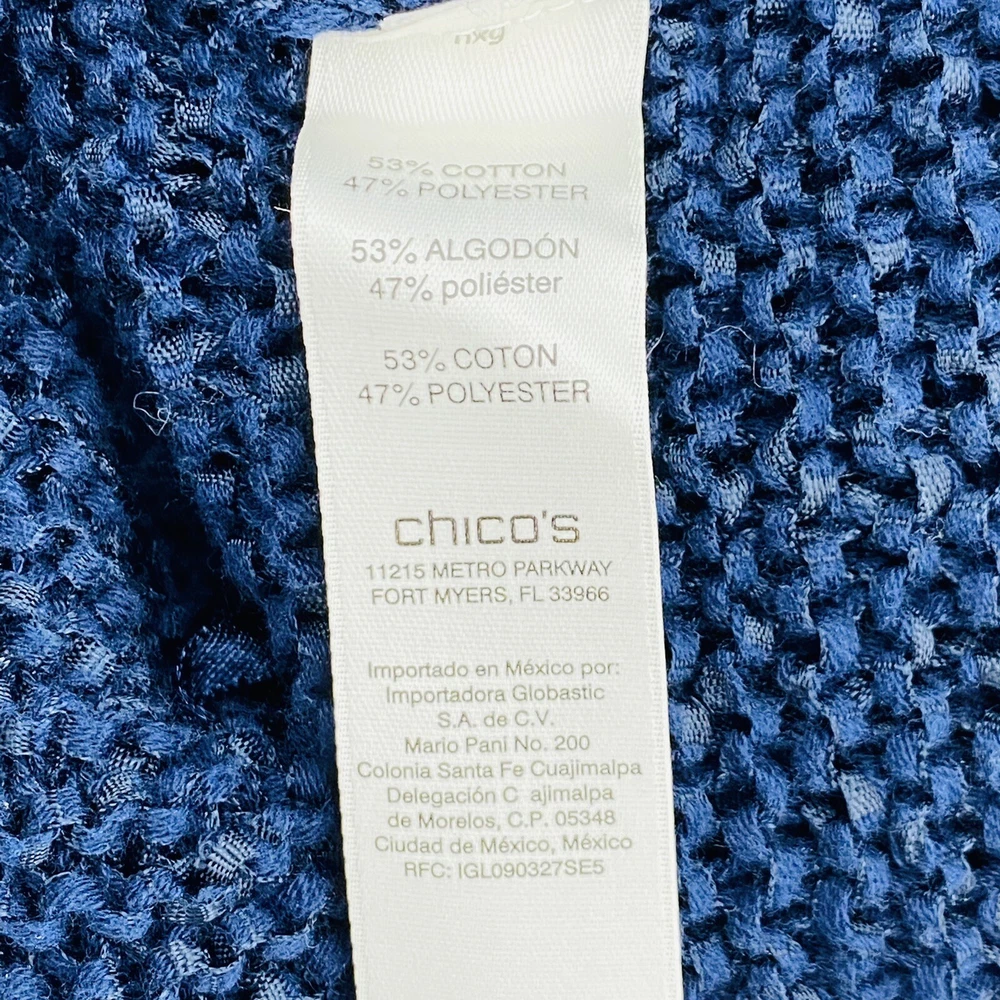 53% COTTON
47% POLYESTER
53% ALGODÓN
47% poliéster
53% COTON
47% POLYESTER
chico's
11215 METRO PARKWAY
FORT MYERS, FL 33966
Importado en México por:
Importadora Globastic
S.A. de C.V.
Mario Pani No. 200
Colonia Santa Fe Cuajimalpa
Delegación C ajimalpa
de Morelos, C.P. 05348
Ciudad de México, México
RFC: IGL090327SE5